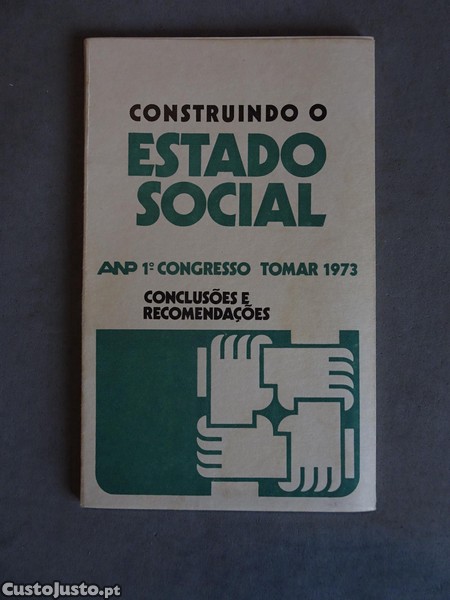 CONSTRUINDO O
ESTADO
SOCIAL
ANP 1º CONGRESSO TOMAR 1973
CONCLUSÕES E
RECOMENDAÇÕES
CustoJusto.pt